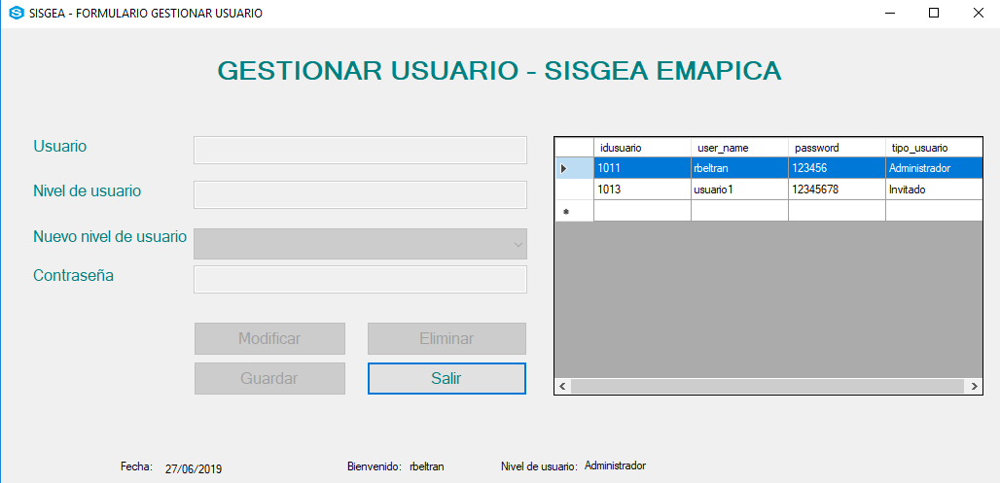 SISGEA - FORMULARIO GESTIONAR USUARIO
GESTIONAR USUARIO - SISGEA EMAPICA
Usuario
Nivel de usuario
Nuevo nivel de usuario
Contraseña
Modificar Eliminar
Guardar Salir
idusuario user_name password tipo_usuario
1011 rbeltran 123456 Administrador
1013 usuario1 12345678 Invitado
Fecha: 27/06/2019 Bienvenido: rbeltran Nivel de usuario: Administrador